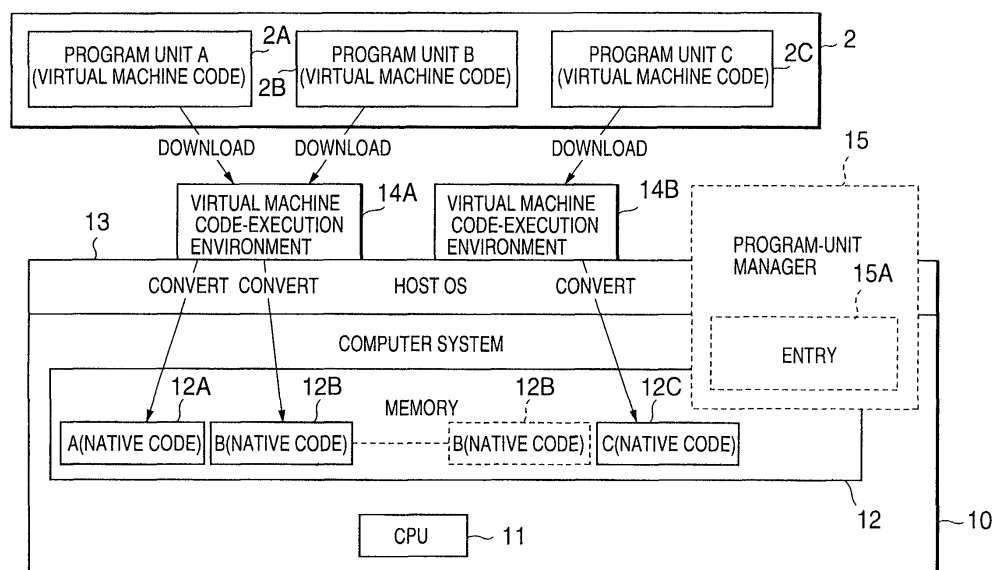 PROGRAM UNIT A
(VIRTUAL MACHINE CODE)
2A
2B
PROGRAM UNIT B
(VIRTUAL MACHINE CODE)
PROGRAM UNIT C
(VIRTUAL MACHINE CODE)
2C
2
DOWNLOAD
DOWNLOAD
DOWNLOAD
13
VIRTUAL MACHINE
CODE-EXECUTION
ENVIRONMENT
14A
VIRTUAL MACHINE
CODE-EXECUTION
ENVIRONMENT
14B
15
PROGRAM-UNIT
MANAGER
15A
ENTRY
CONVERT
CONVERT
HOST OS
CONVERT
COMPUTER SYSTEM
12A
12B
MEMORY
12B
12C
A(NATIVE CODE)
B(NATIVE CODE)
B(NATIVE CODE)
C(NATIVE CODE)
12
10
CPU
11